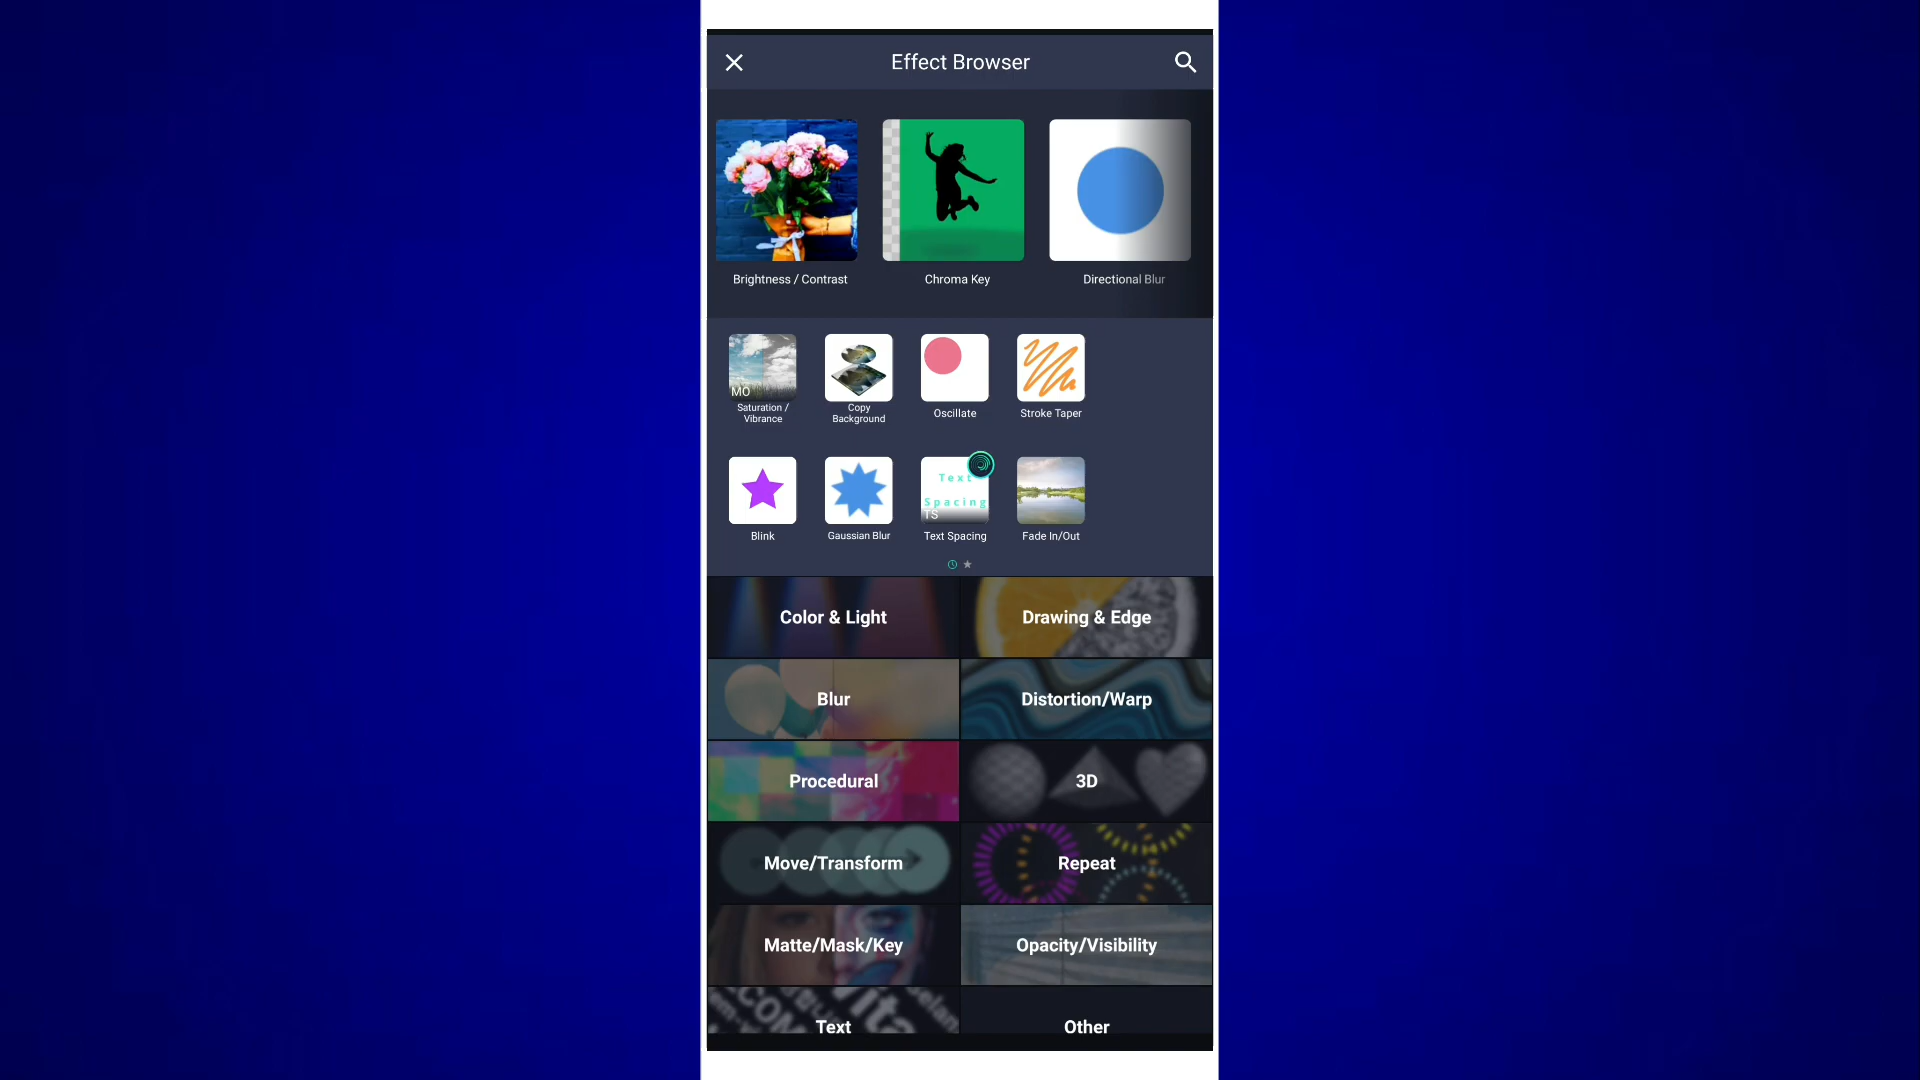 Effect Browser
Brightness / Contrast
Chroma Key
Directional Blur
MO
Saturation /
Vibrance
Copy
Background
Oscillate
Stroke Taper
Text
Spacing
TS
Blink
Gaussian Blur
Text Spacing
Fade In/Out
Color & Light
Drawing & Edge
Blur
Distortion/Warp
Procedural
3D
Move/Transform
Repeat
Matte/Mask/Key
Opacity/Visibility
Text
Other